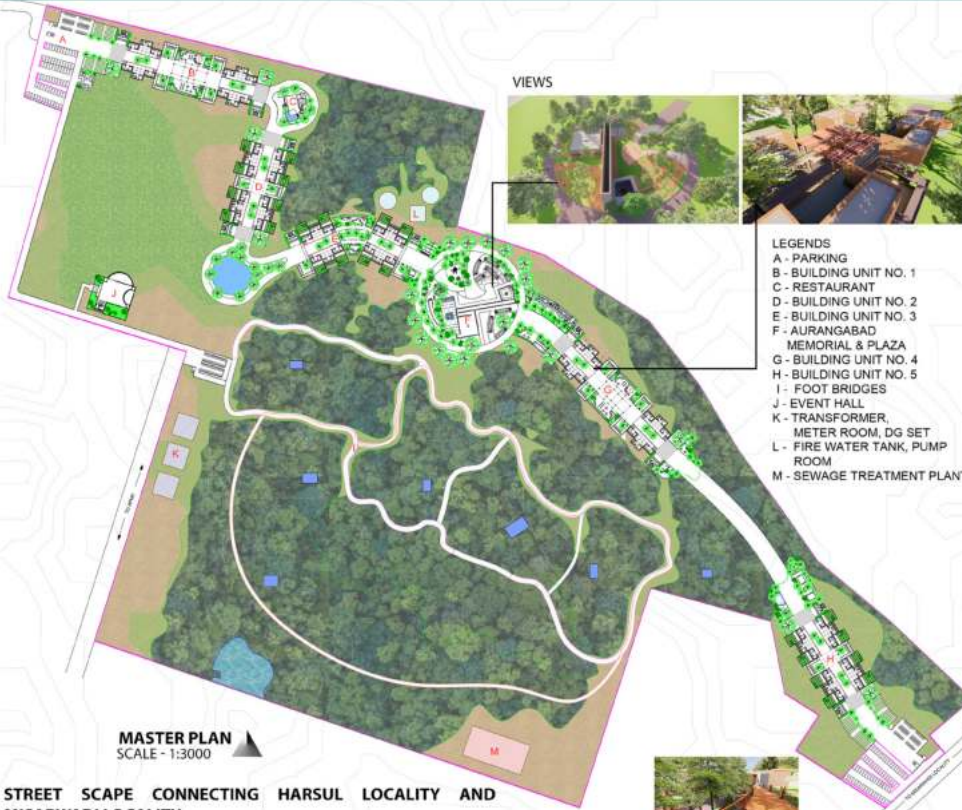 VIEWS
LEGENDS
A - PARKING
B - BUILDING UNIT NO. 1
C - RESTAURANT
D - BUILDING UNIT NO. 2
E - BUILDING UNIT NO. 3
F - AURANGABAD
MEMORIAL & PLAZA
G - BUILDING UNIT NO. 4
H - BUILDING UNIT NO. 5
I - FOOT BRIDGES
J - EVENT HALL
K - TRANSFORMER,
METER ROOM, DG SET
L - FIRE WATER TANK, PUMP
ROOM
M - SEWAGE TREATMENT PLANT
A
B
C
D
L
E
F
J
G
K
H
M
MASTER PLAN
SCALE - 1:3000
STREET SCAPE CONNECTING HARSUL LOCALITY AND